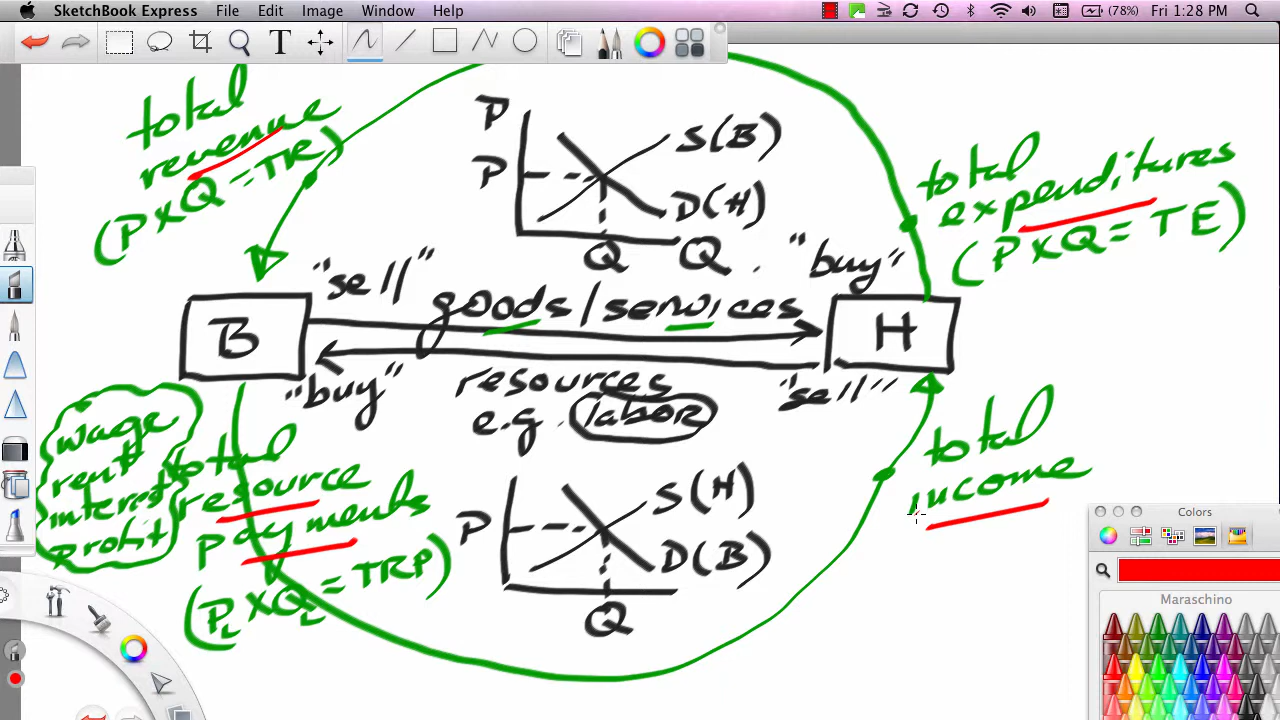 SketchBook Express File Edit Image Window Help (78%) Fri 1:28 PM
T
total
revenue
(P x Q = TR)
P
P
S(B)
D(H)
Q Q
total
expenditures
(P x Q = TE)
"sell"
"buy"
goods/services
B
H
"buy"
resources
e.g. labor
"sell"
wage
rent
interest
profit
total
resource
payments
(PL x QL = TRP)
P
S(H)
D(B)
Q
total
income
Colors
Maraschino